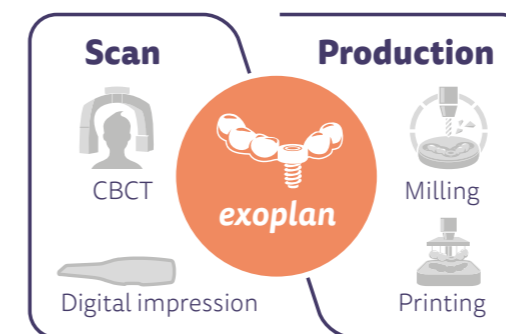 Scan
CBCT
Digital impression
exoplan
Production
Milling
Printing